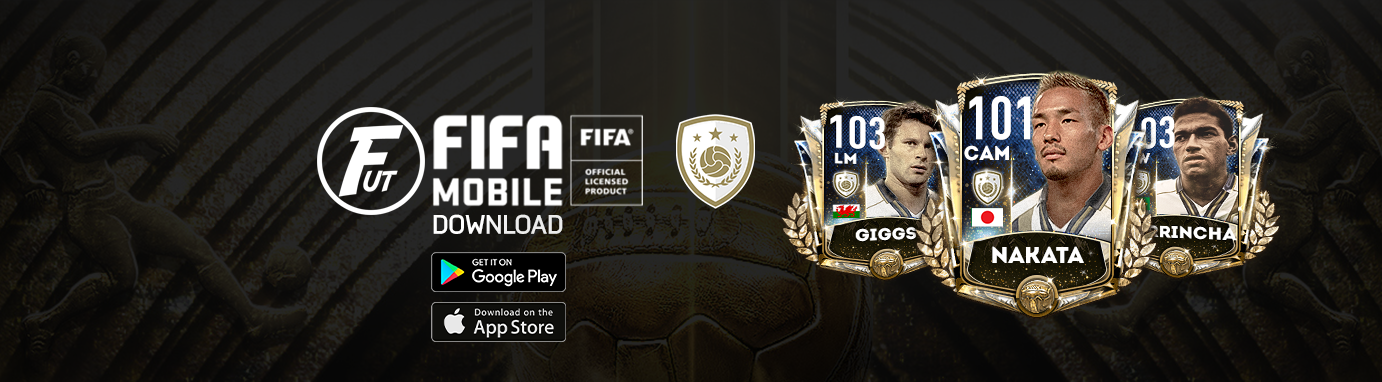 FUT
FIFA
MOBILE
DOWNLOAD
FIFA®
OFFICIAL
LICENSED
PRODUCT
GET IT ON
Google Play
Download on the
App Store
103
LM
GIGGS
101
CAM
NAKATA
03
RINCHA